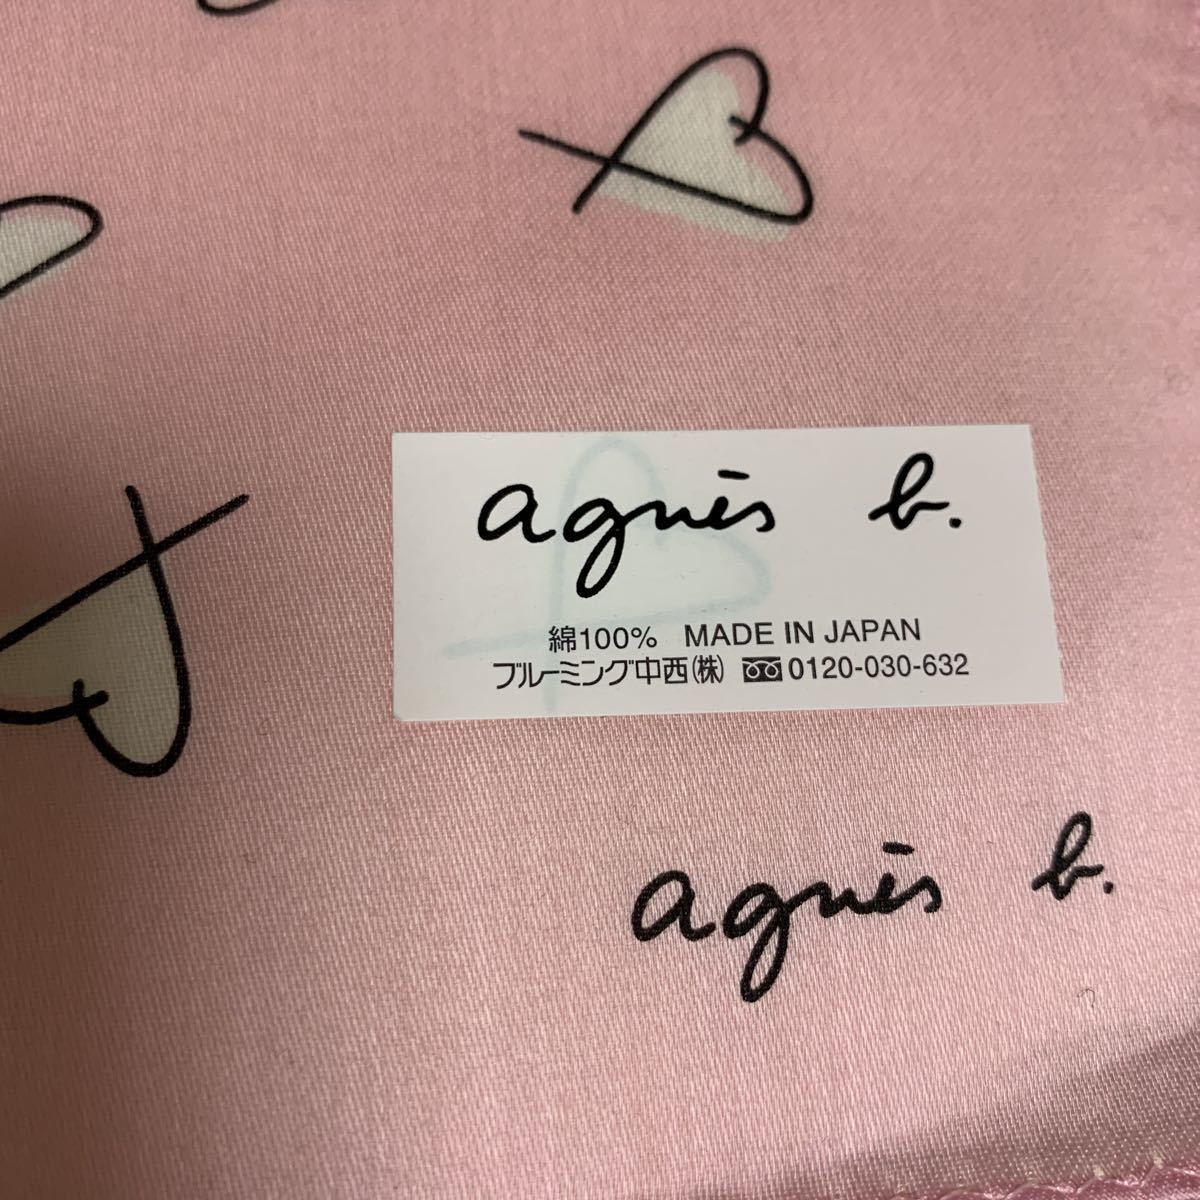 agnès b.
綿100% MADE IN JAPAN
ブルーミング中西(株) 0120-030-632
agnès b.